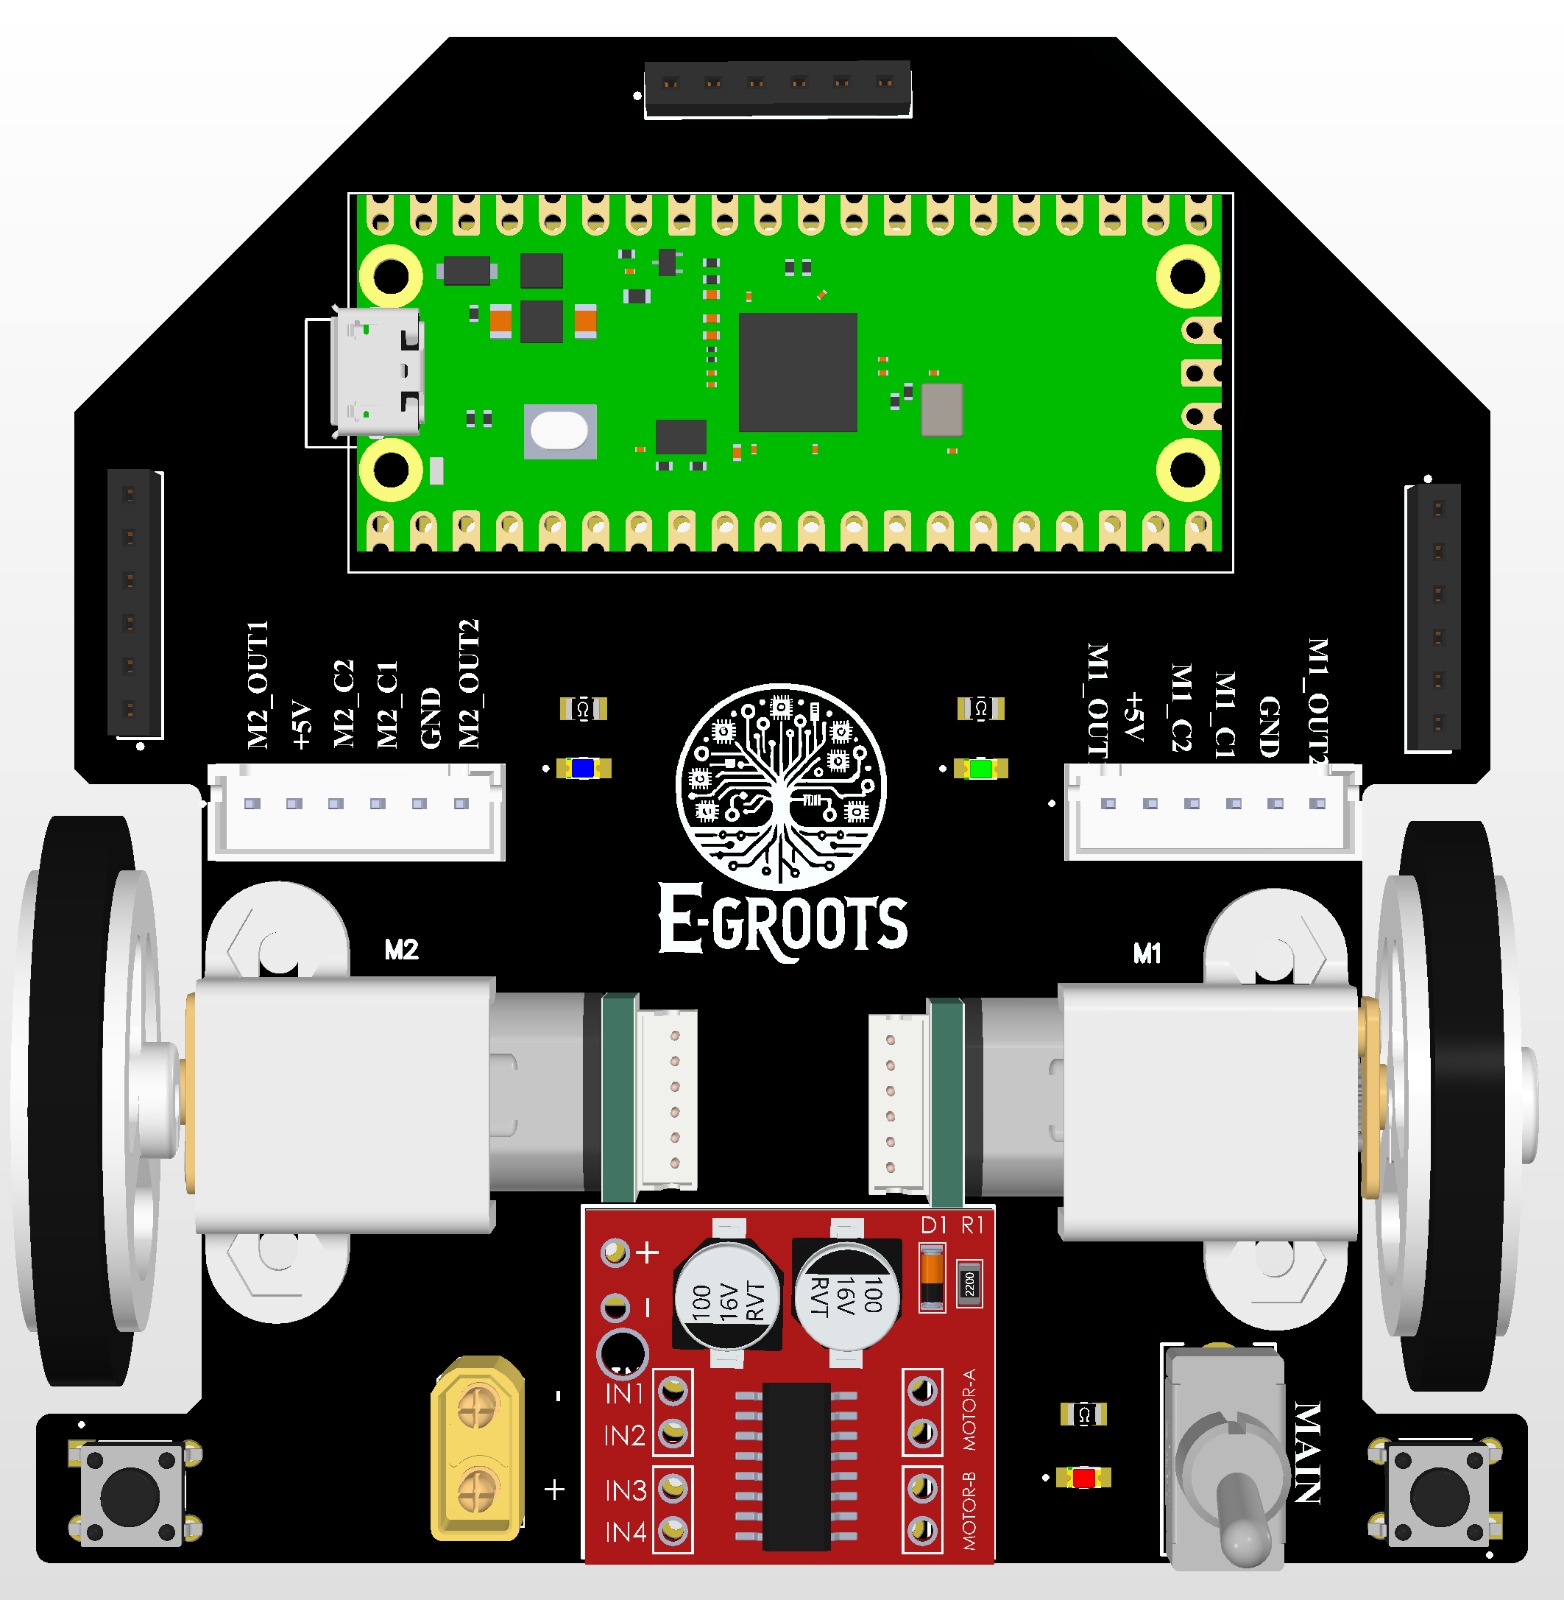 M2_OUT1
+5V
M2_C2
M2_C1
GND
M2_OUT2
M1_OUT
+5V
M1_C2
M1_C1
GND
M1_OUT2
E-GROOTS
M2
M1
D1 R1
+
-
100
16V
RVT
100
16V
RVT
2200
IN1
IN2
IN3
IN4
MOTOR-A
MOTOR-B
-
+
MAIN